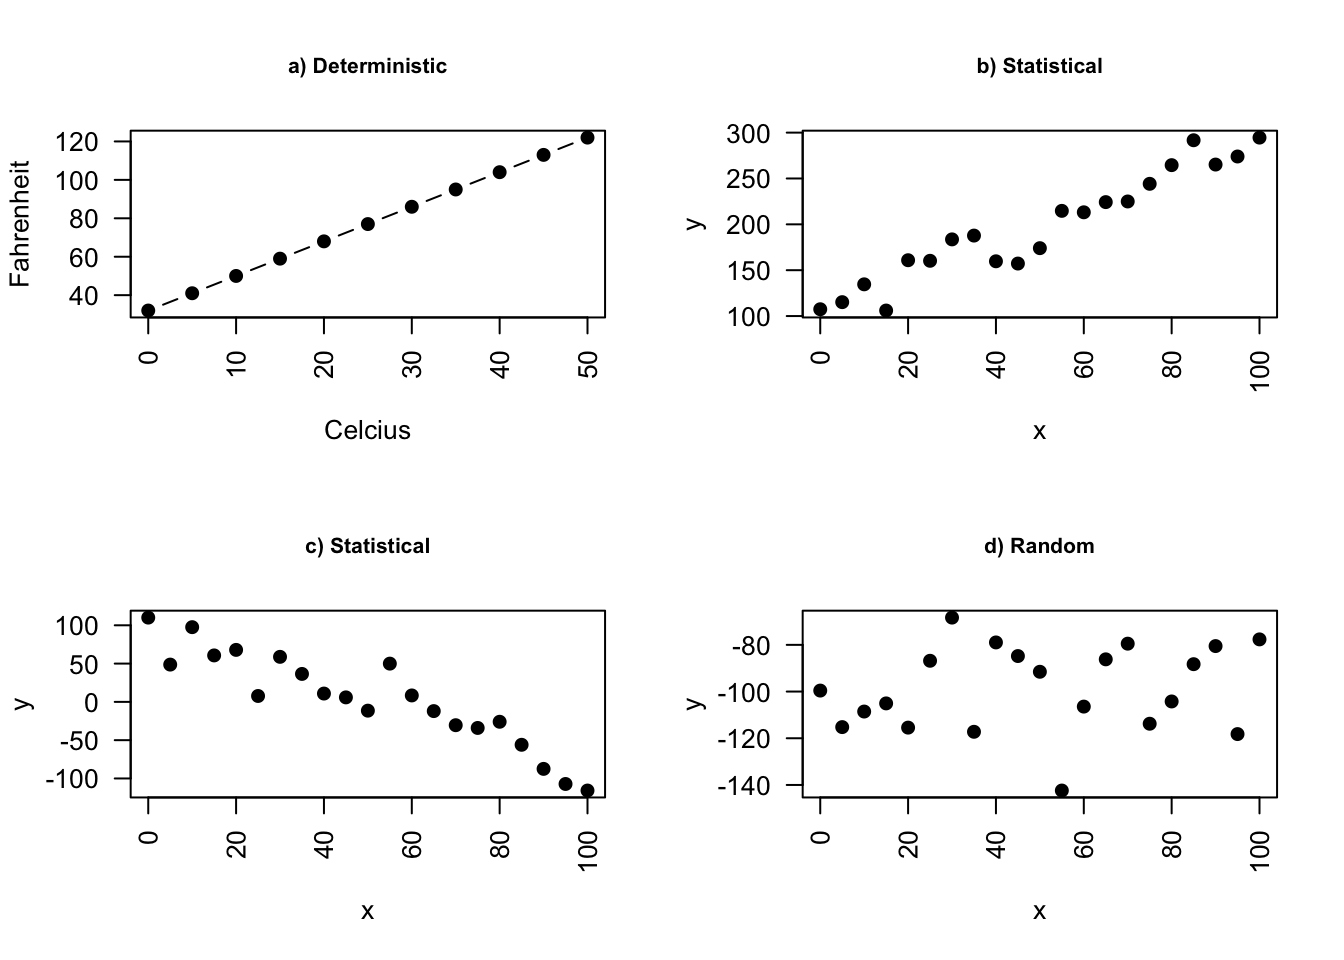 a) Deterministic
Fahrenheit
120
100
80
60
40
0 10 20 30 40 50
Celcius
b) Statistical
y
300
250
200
150
100
0 20 40 60 80 100
x
c) Statistical
y
100
50
0
-50
-100
0 20 40 60 80 100
x
d) Random
y
-80
-100
-120
-140
0 20 40 60 80 100
x